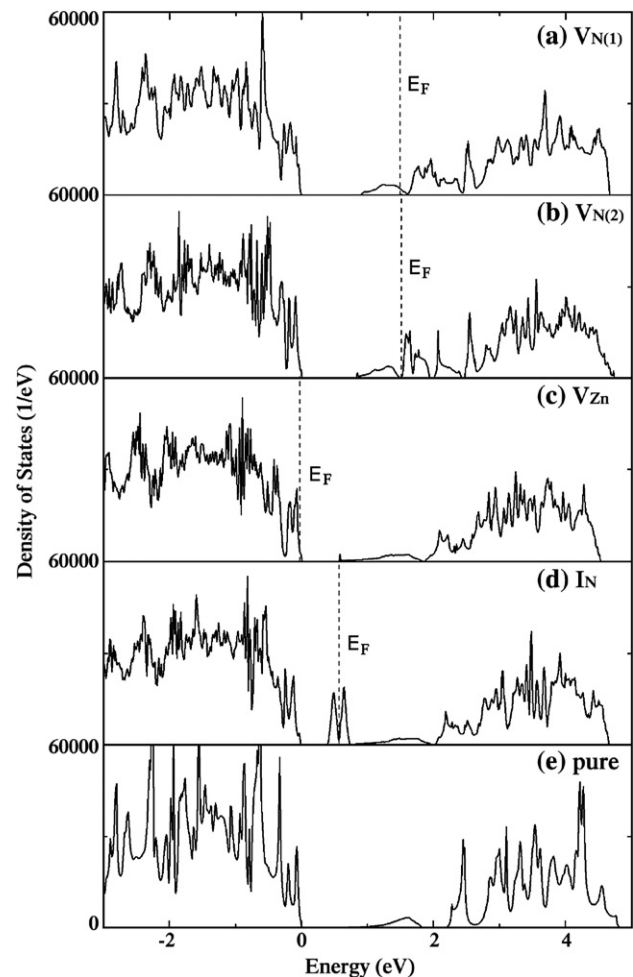 60000
(a) VN(1)
EF
60000
(b) VN(2)
EF
60000
(c) VZn
EF
60000
(d) IN
EF
60000
(e) pure
0
-2
0
2
4
Energy (eV)
Density of States (1/eV)